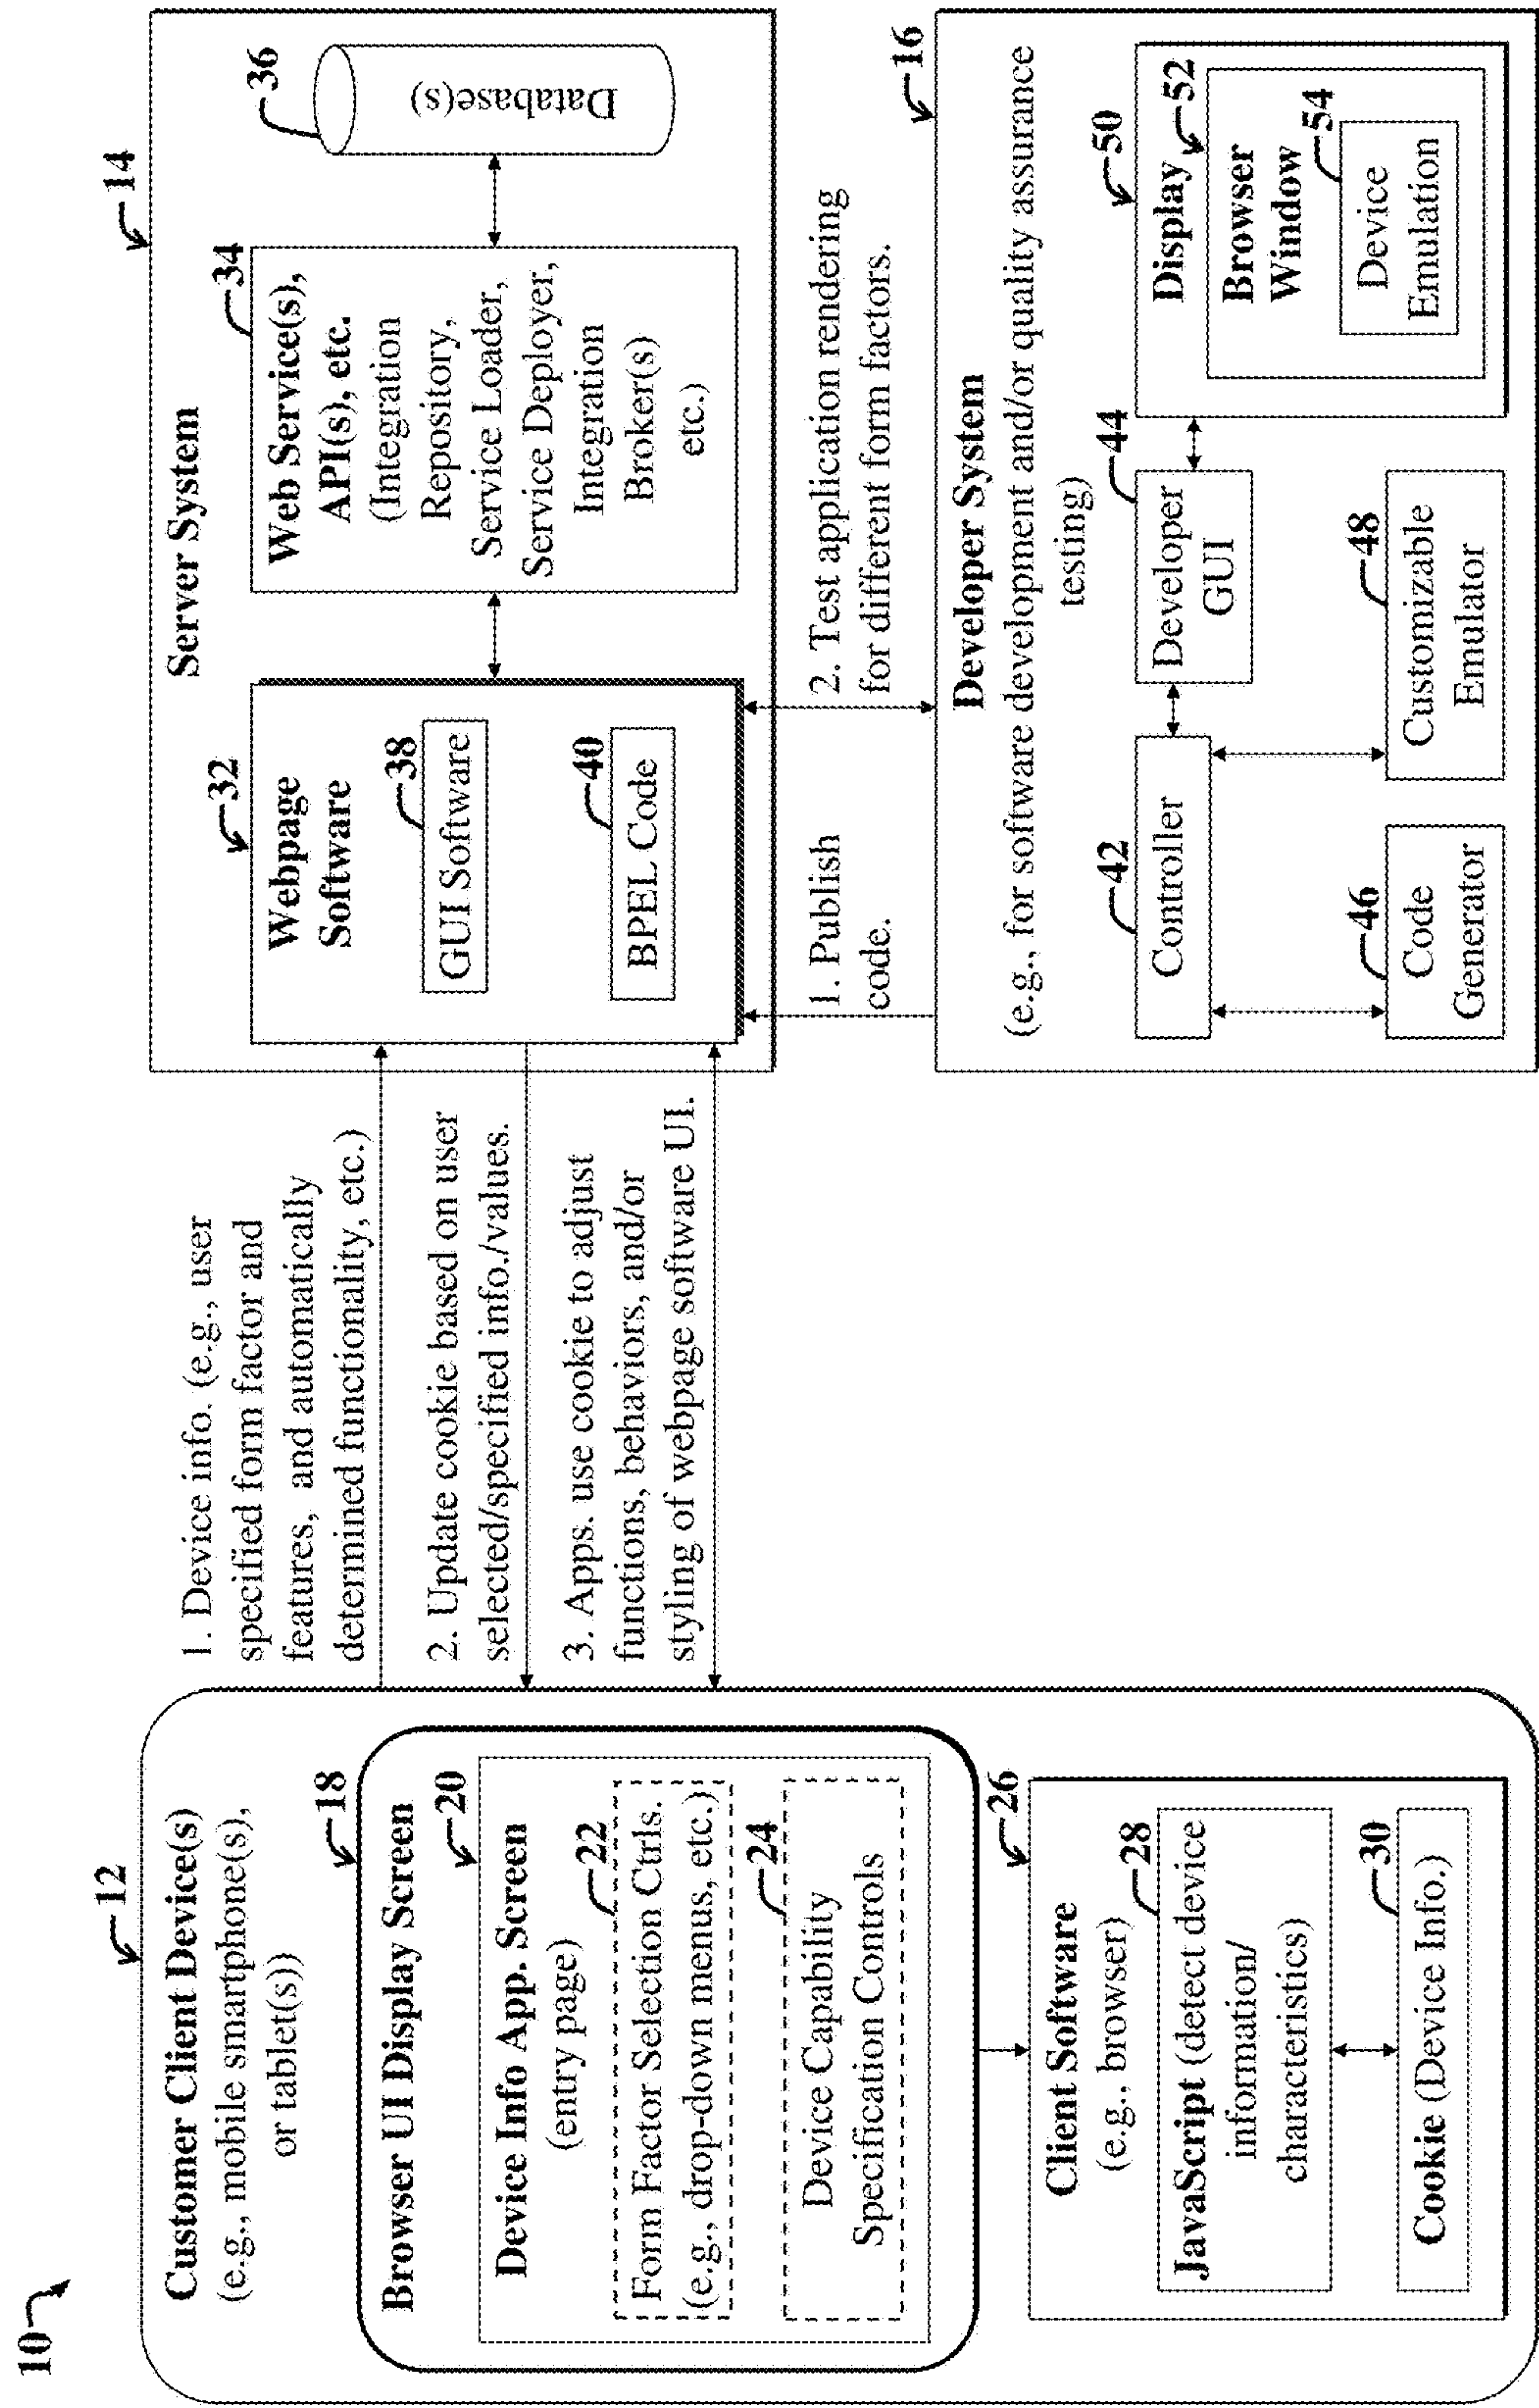 10
12
Customer Client Device(s)
(e.g., mobile smartphone(s),
or tablet(s))
18
Browser UI Display Screen
20
Device Info App. Screen
(entry page)
22
Form Factor Selection Ctrls.
(e.g., drop-down menus, etc.)
24
Device Capability
Specification Controls
26
Client Software
(e.g., browser)
28
JavaScript (detect device
information/
characteristics)
30
Cookie (Device Info.)
1. Device info. (e.g., user
specified form factor and
features, and automatically
determined functionality, etc.)
2. Update cookie based on user
selected/specified info./values.
3. Apps. use cookie to adjust
functions, behaviors, and/or
styling of webpage software UI.
14
Server System
32
Webpage
Software
38
GUI Software
40
BPEL Code
34
Web Service(s),
API(s), etc.
(Integration
Repository,
Service Loader,
Service Deployer,
Integration
Broker(s)
etc.)
36
Database(s)
1. Publish
code.
2. Test application rendering
for different form factors.
16
Developer System
(e.g., for software development and/or quality assurance
testing)
42
Controller
44
Developer
GUI
46
Code
Generator
48
Customizable
Emulator
50
Display
52
Browser
Window
54
Device
Emulation